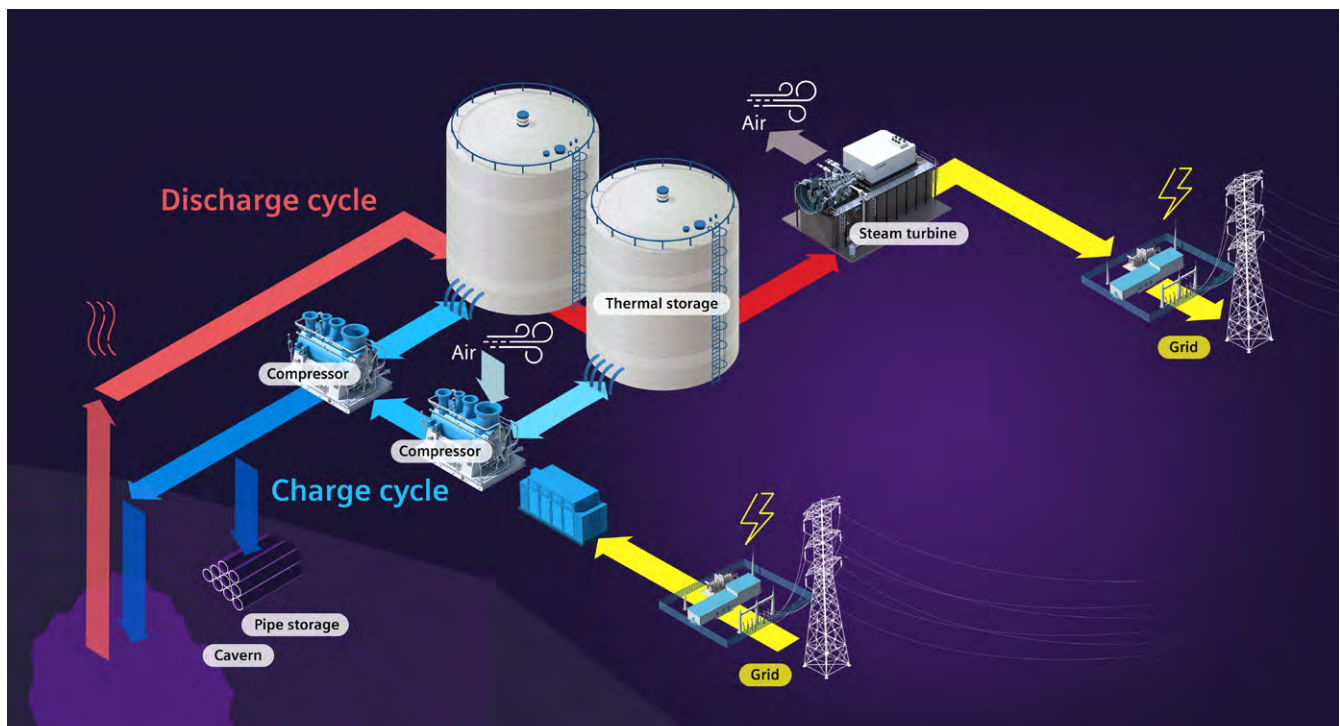 Air
Discharge cycle
Steam turbine
Thermal storage
Air
Grid
Compressor
Compressor
Charge cycle
Pipe storage
Cavern
Grid